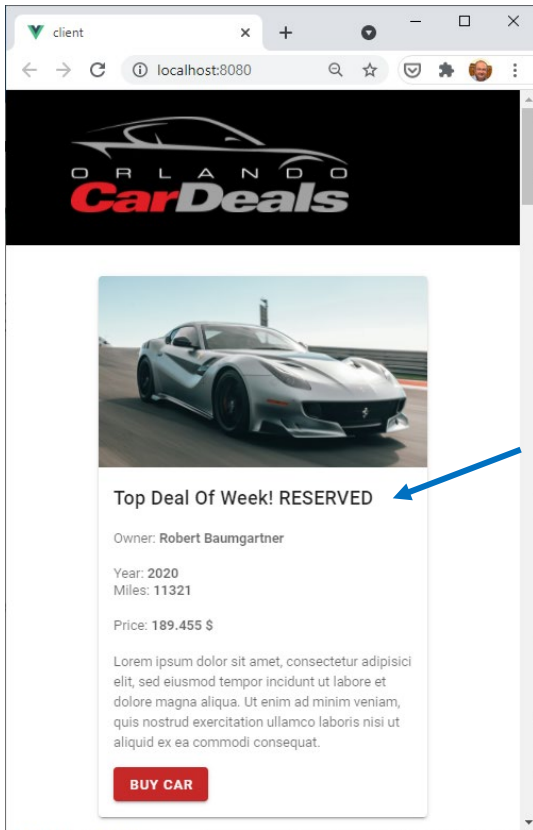 client
localhost:8080
ORLANDO
CarDeals
Top Deal Of Week! RESERVED
Owner: Robert Baumgartner
Year: 2020
Miles: 11321
Price: 189.455 $
Lorem ipsum dolor sit amet, consectetur adipisici
elit, sed eiusmod tempor incidunt ut labore et
dolore magna aliqua. Ut enim ad minim veniam,
quis nostrud exercitation ullamco laboris nisi ut
aliquid ex ea commodi consequat.
BUY CAR